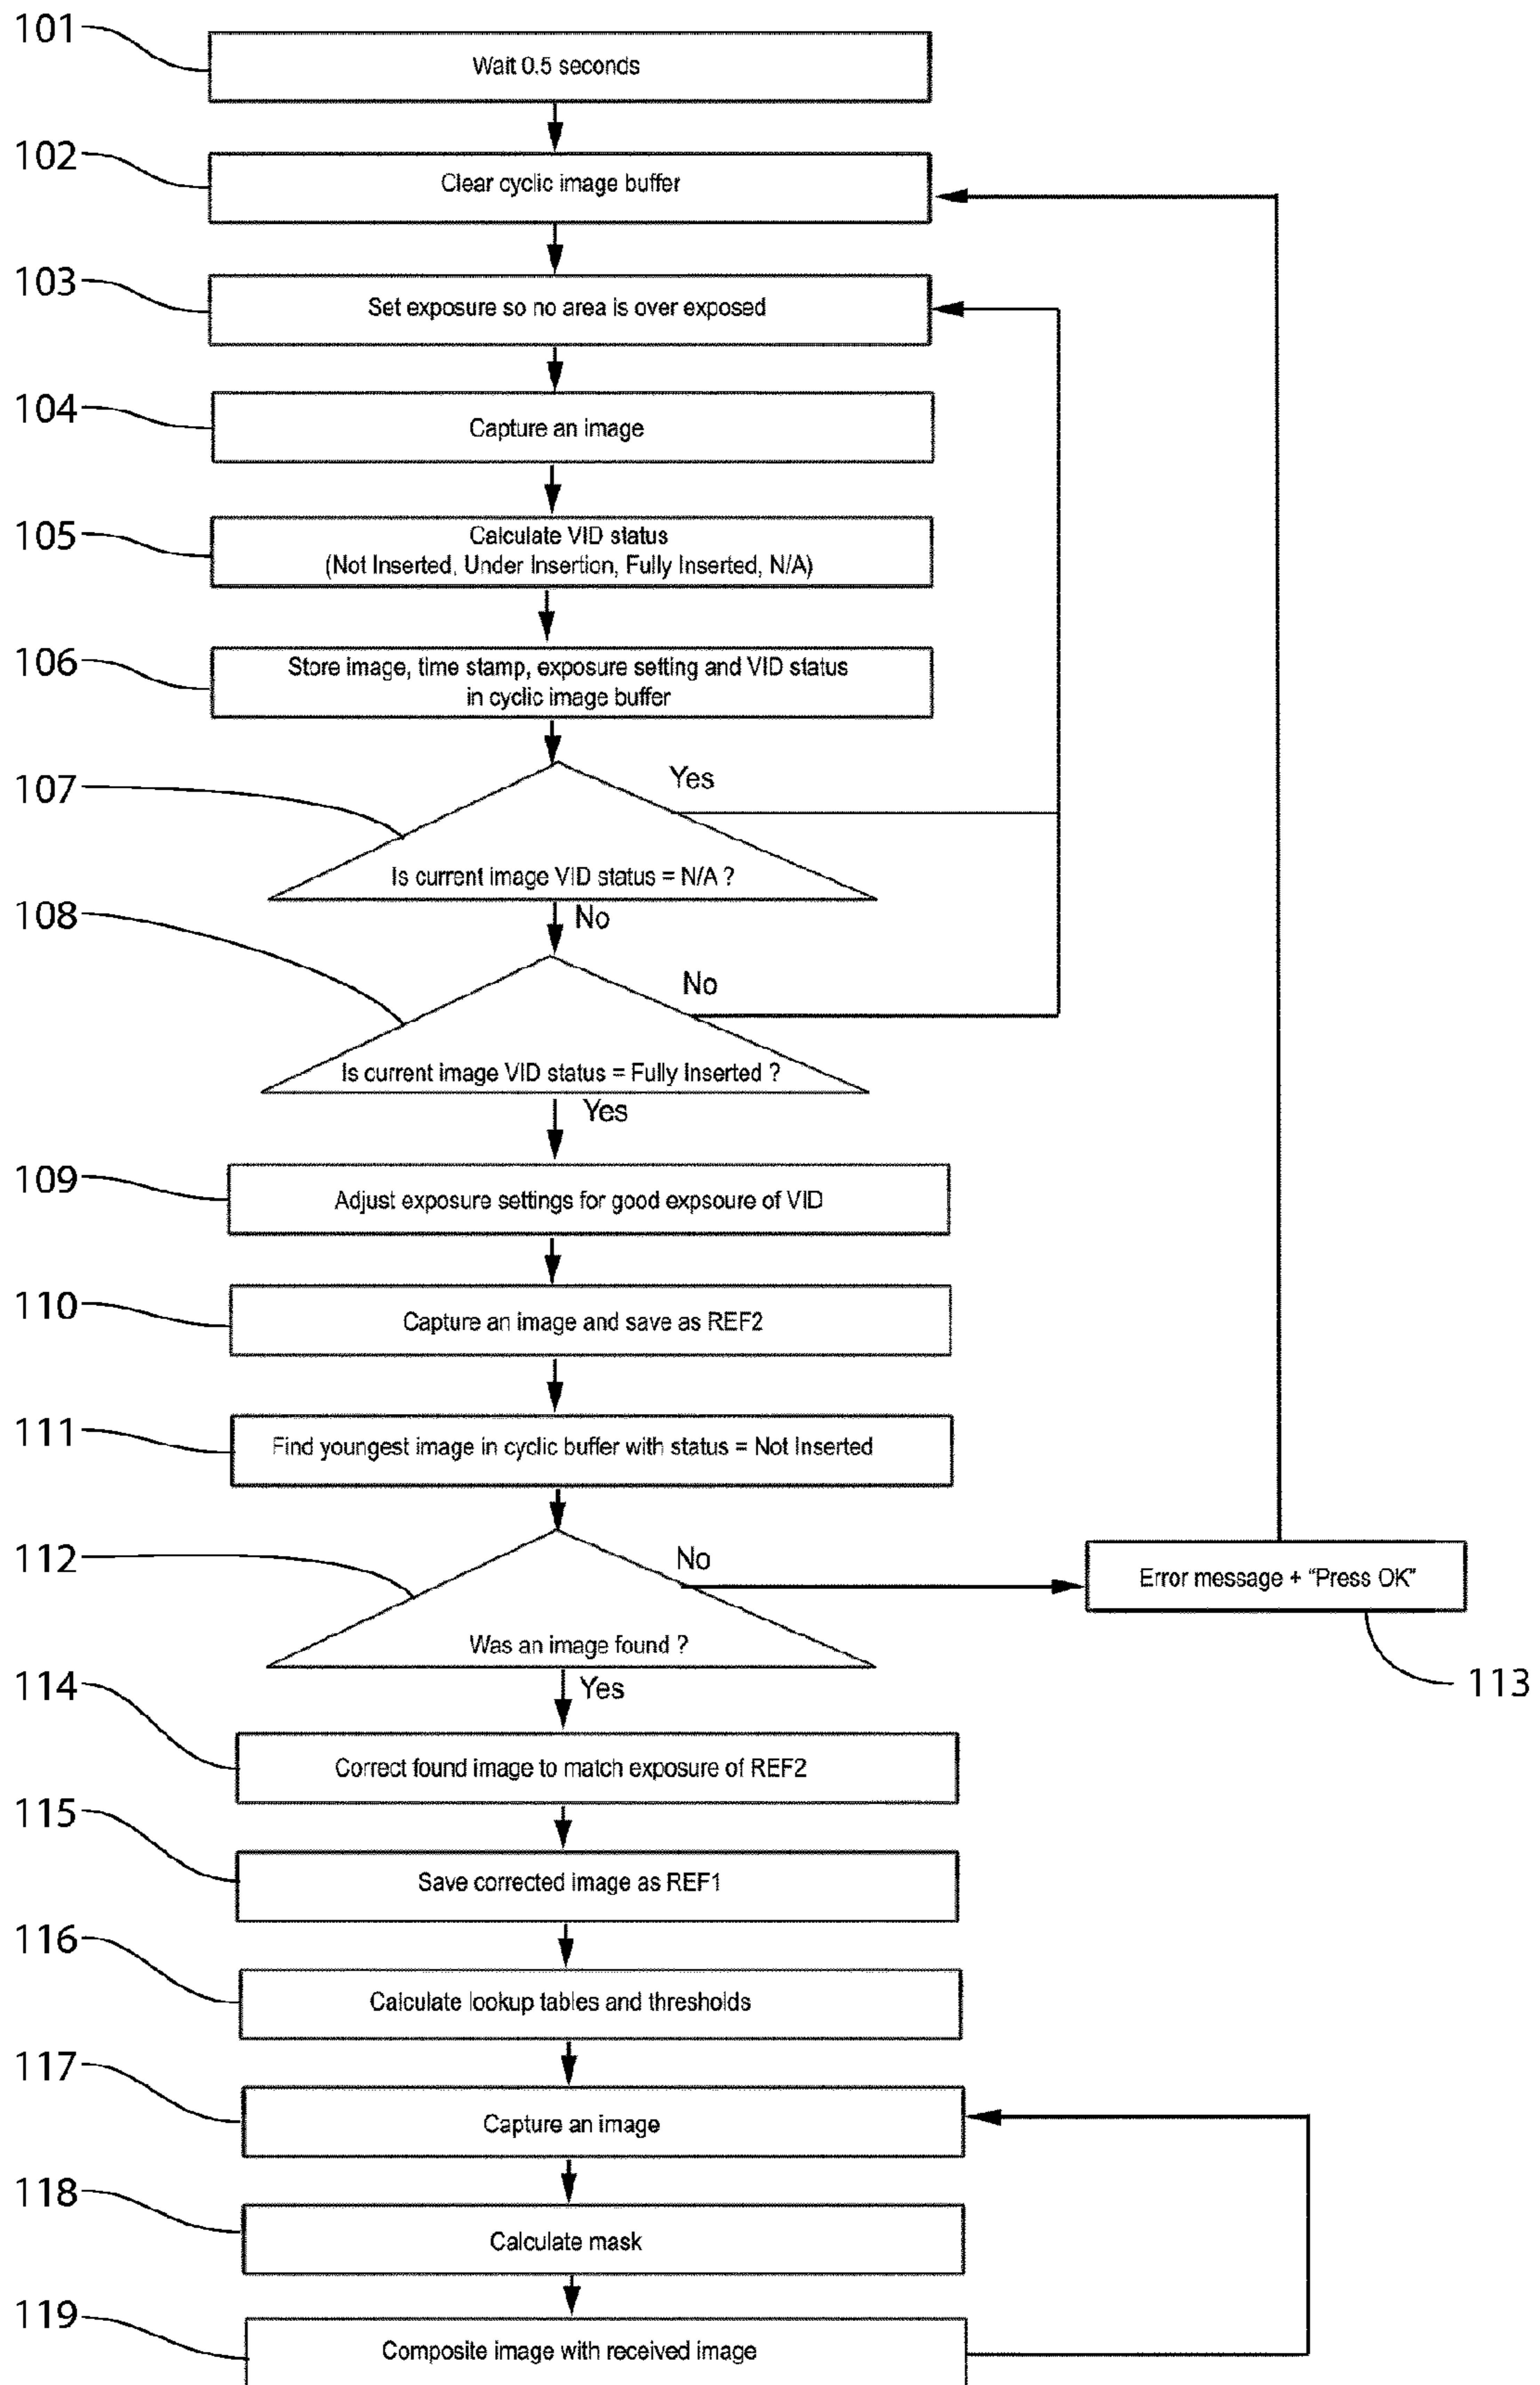 101
Wait 0.5 seconds
102
Clear cyclic image buffer
103
Set exposure so no area is over exposed
104
Capture an image
105
Calculate VID status
(Not Inserted, Under Insertion, Fully Inserted, N/A)
106
Store image, time stamp, exposure setting and VID status
in cyclic image buffer
107
Yes
Is current image VID status = N/A ?
No
108
No
Is current image VID status = Fully Inserted ?
Yes
109
Adjust exposure settings for good expsoure of VID
110
Capture an image and save as REF2
111
Find youngest image in cyclic buffer with status = Not Inserted
112
No
Was an image found ?
Yes
Error message + “Press OK”
113
114
Correct found image to match exposure of REF2
115
Save corrected image as REF1
116
Calculate lookup tables and thresholds
117
Capture an image
118
Calculate mask
119
Composite image with received image